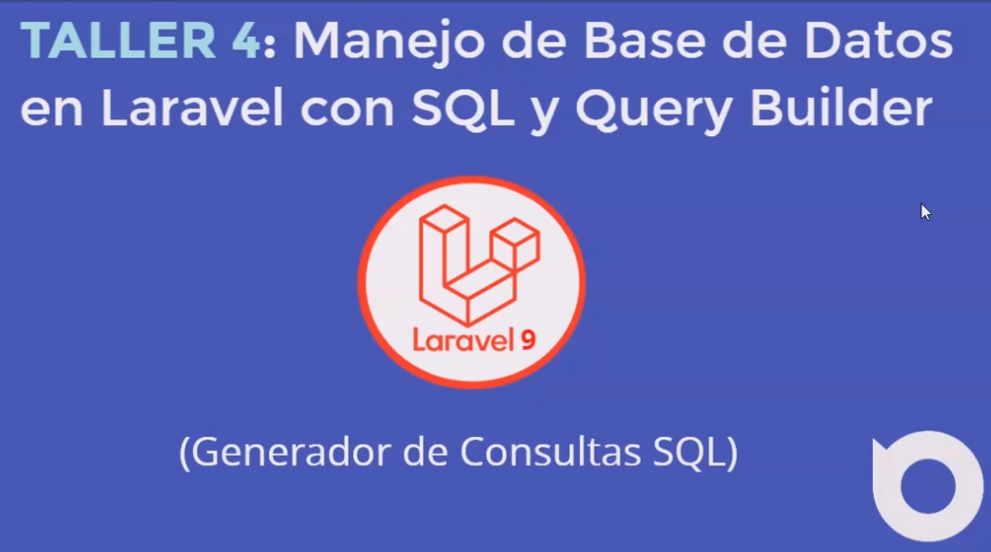 TALLER 4: Manejo de Base de Datos
en Laravel con SQL y Query Builder
Laravel 9
(Generador de Consultas SQL)